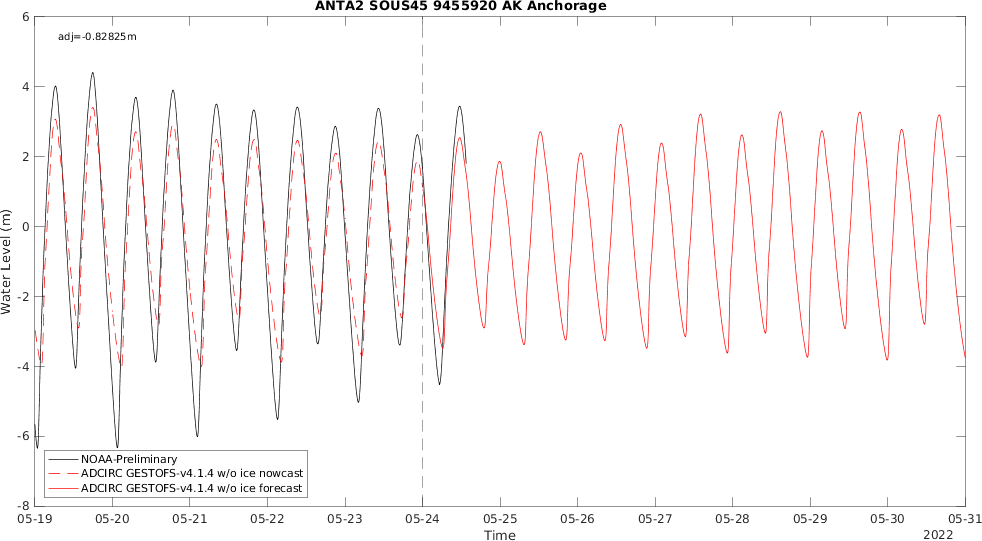 ANTA2 SOUS45 9455920 AK Anchorage
adj=-0.82825m
6
4
2
0
-2
-4
-6
-8
Water Level (m)
NOAA-Preliminary
ADCIRC GESTOFS-v4.1.4 w/o ice nowcast
ADCIRC GESTOFS-v4.1.4 w/o ice forecast
05-19 05-20 05-21 05-22 05-23 05-24 05-25 05-26 05-27 05-28 05-29 05-30 05-31
Time
2022